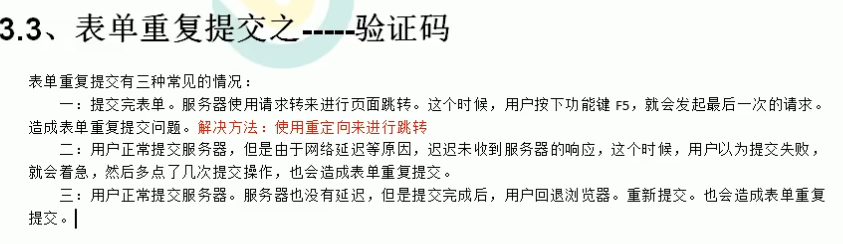 3.3、表单重复提交之-----验证码
表单重复提交有三种常见的情况：
一：提交完表单。服务器使用请求转来进行页面跳转。这个时候，用户按下功能键 F5，就会发起最后一次的请求。
造成表单重复提交问题。解决方法：使用重定向来进行跳转
二：用户正常提交服务器，但是由于网络延迟等原因，迟迟未收到服务器的响应，这个时候，用户以为提交失败，
就会着急，然后多点了几次提交操作，也会造成表单重复提交。
三：用户正常提交服务器。服务器也没有延迟，但是提交完成后，用户回退浏览器。重新提交。也会造成表单重复
提交。